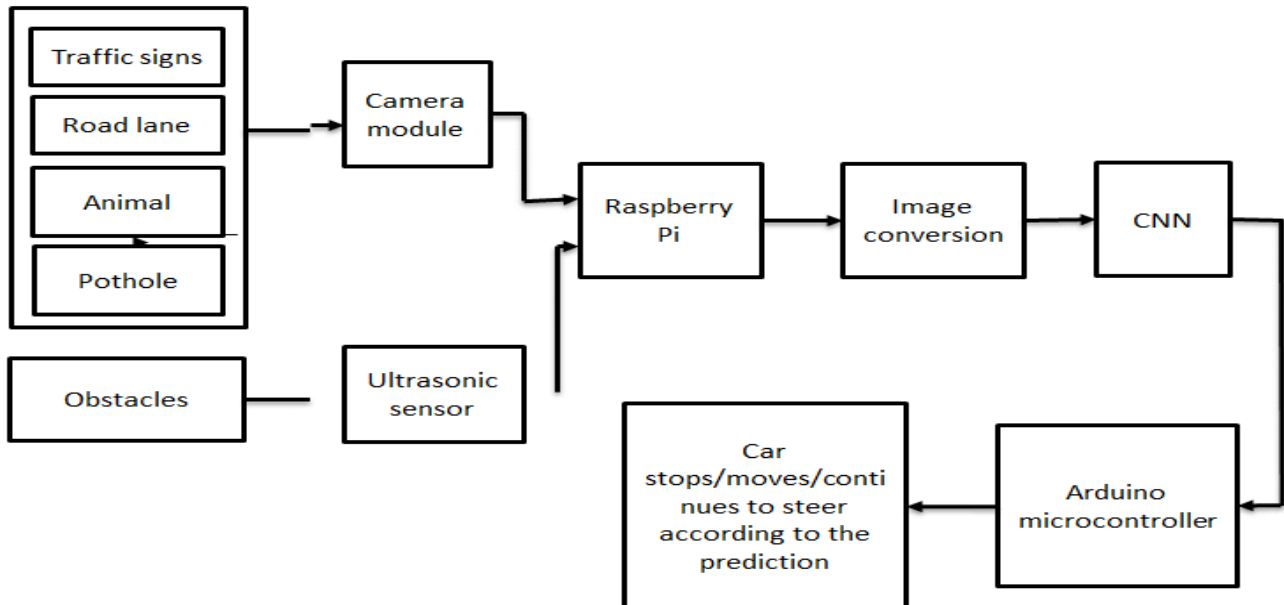 Traffic signs
Road lane
Animal
Pothole
Camera
module
Raspberry
Pi
Image
conversion
CNN
Obstacles
Ultrasonic
sensor
Car
stops/moves/conti
nues to steer
according to the
prediction
Arduino
microcontroller